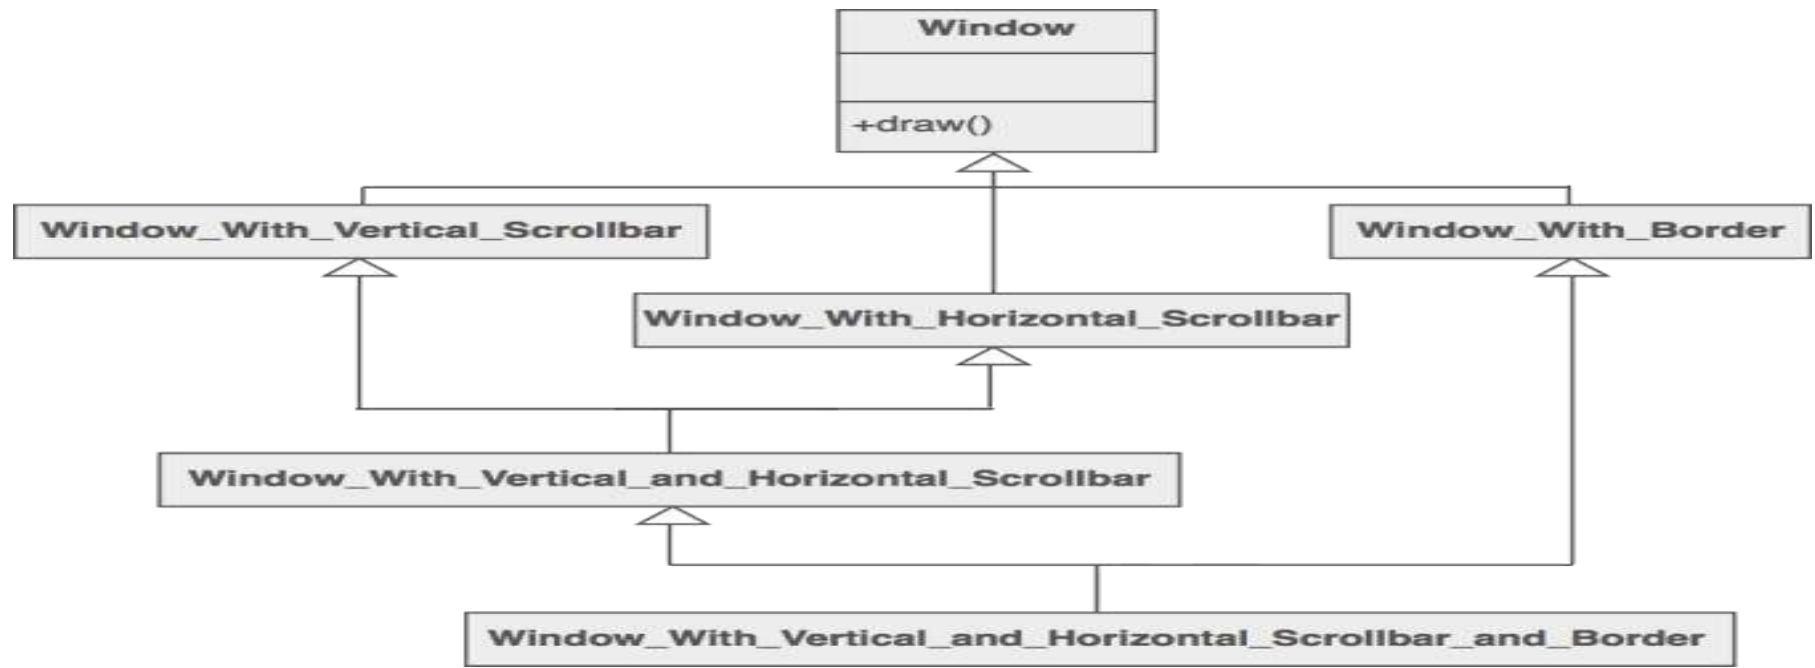 Window
+draw()
Window_With_Vertical_Scrollbar
Window_With_Border
Window_With_Horizontal_Scrollbar
Window_With_Vertical_and_Horizontal_Scrollbar
Window_With_Vertical_and_Horizontal_Scrollbar_and_Border